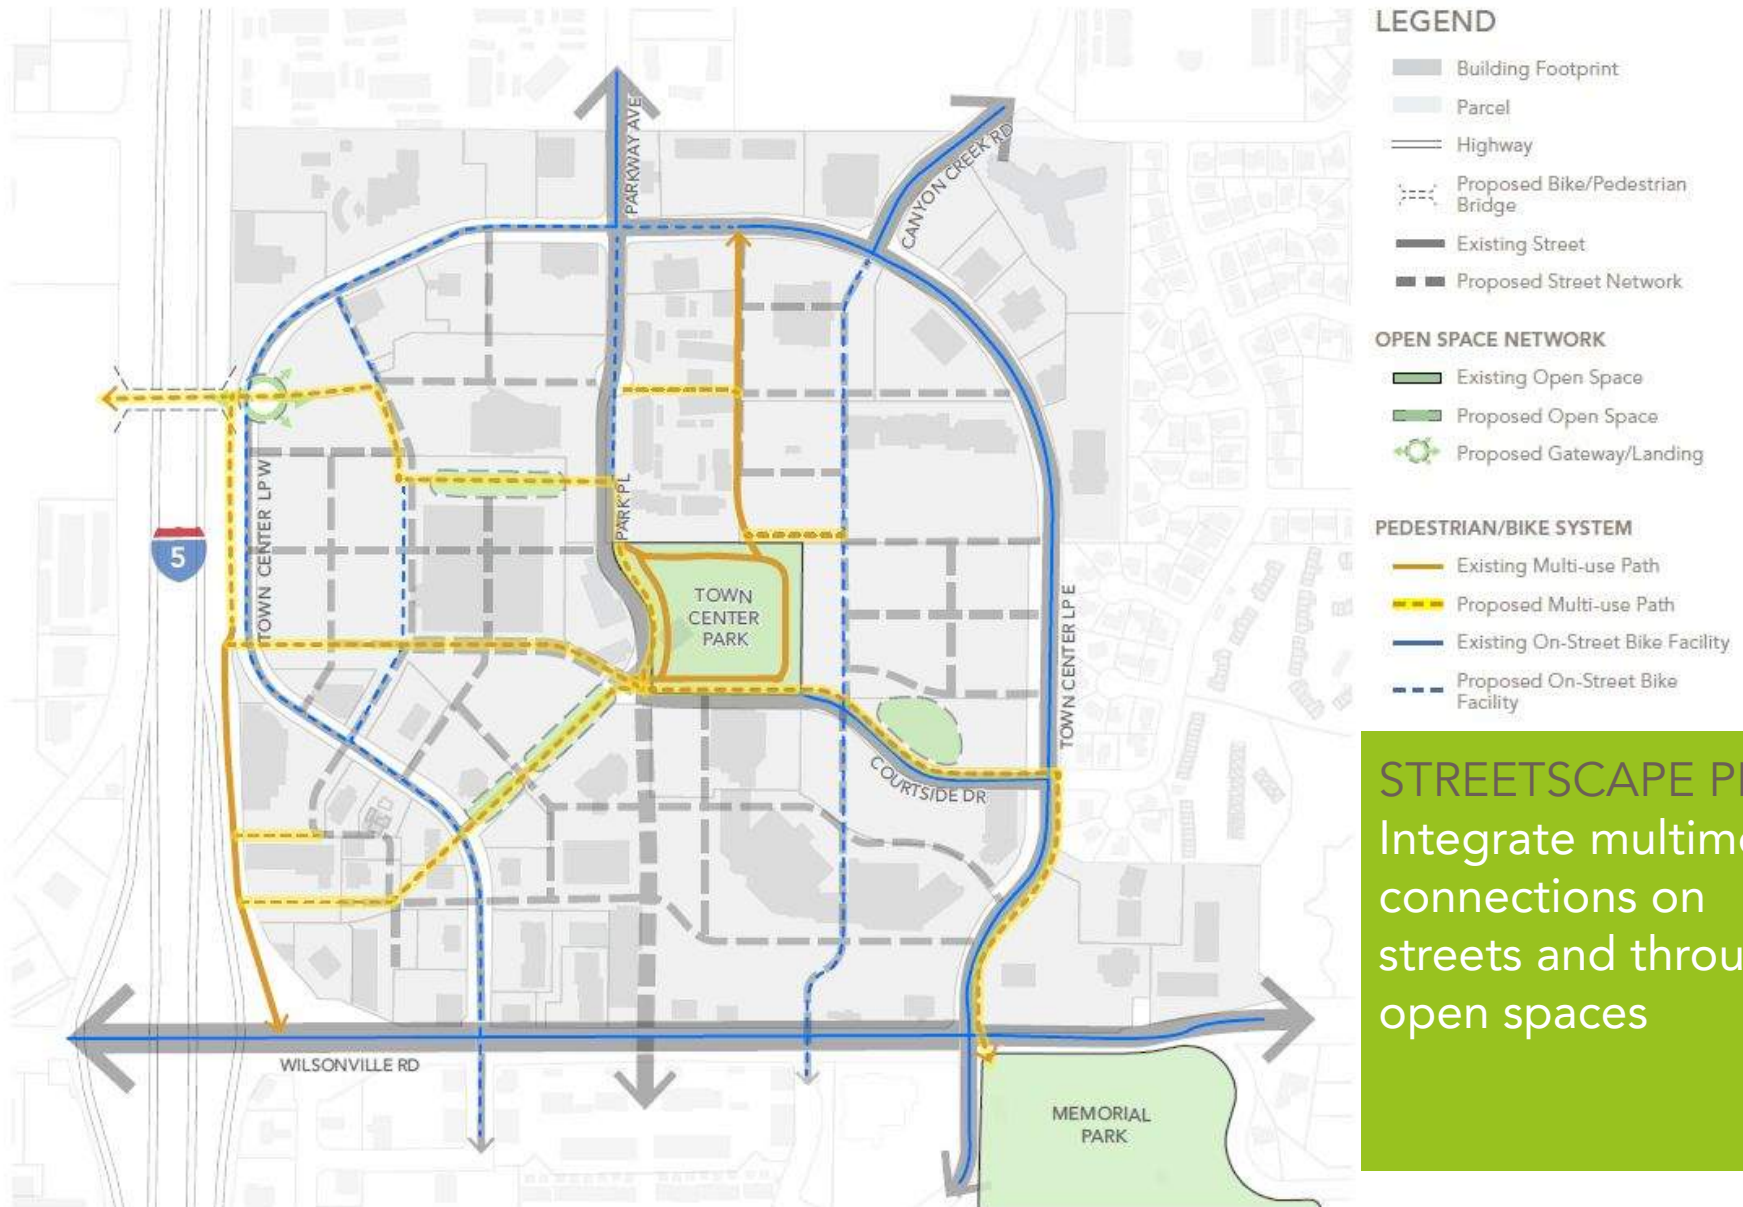 LEGEND
Building Footprint
Parcel
Highway
Proposed Bike/Pedestrian
Bridge
Existing Street
Proposed Street Network
OPEN SPACE NETWORK
Existing Open Space
Proposed Open Space
Proposed Gateway/Landing
PEDESTRIAN/BIKE SYSTEM
Existing Multi-use Path
Proposed Multi-use Path
Existing On-Street Bike Facility
Proposed On-Street Bike
Facility
STREETSCAPE
Integrate
connections on
streets and
open spaces
PARKWAY AVE
CANYON CREEK RD
TOWN CENTER LP W
PARK PL
5
TOWN
CENTER
PARK
TOWN CENTER LP E
COURTSIDE DR
WILSONVILLE RD
MEMORIAL
PARK